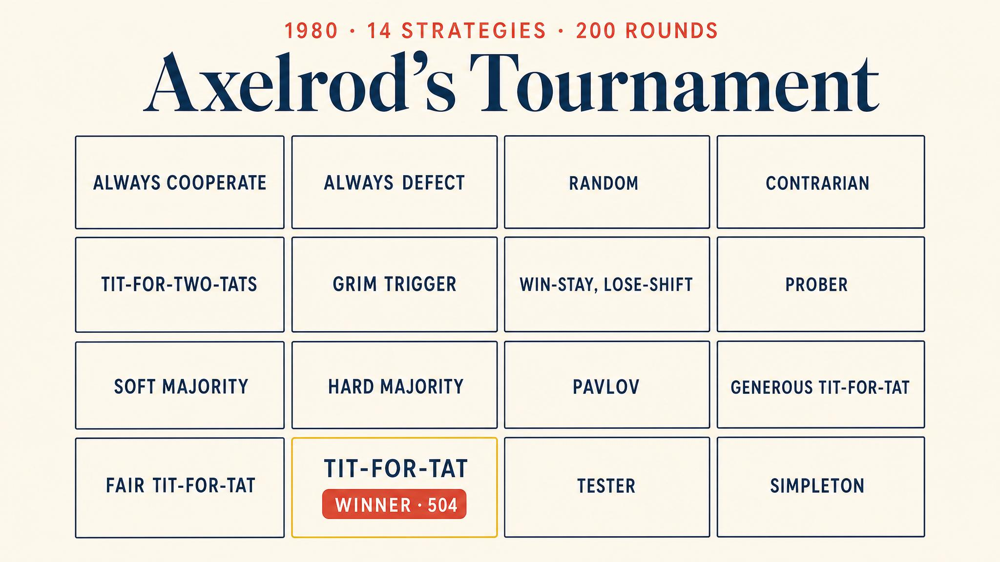 1980 · 14 STRATEGIES · 200 ROUNDS
Axelrod’s Tournament
ALWAYS COOPERATE
ALWAYS DEFECT
RANDOM
CONTRARIAN
TIT-FOR-TWO-TATS
GRIM TRIGGER
WIN-STAY, LOSE-SHIFT
PROBER
SOFT MAJORITY
HARD MAJORITY
PAVLOV
GENEROUS TIT-FOR-TAT
FAIR TIT-FOR-TAT
TIT-FOR-TAT
WINNER · 504
TESTER
SIMPLETON